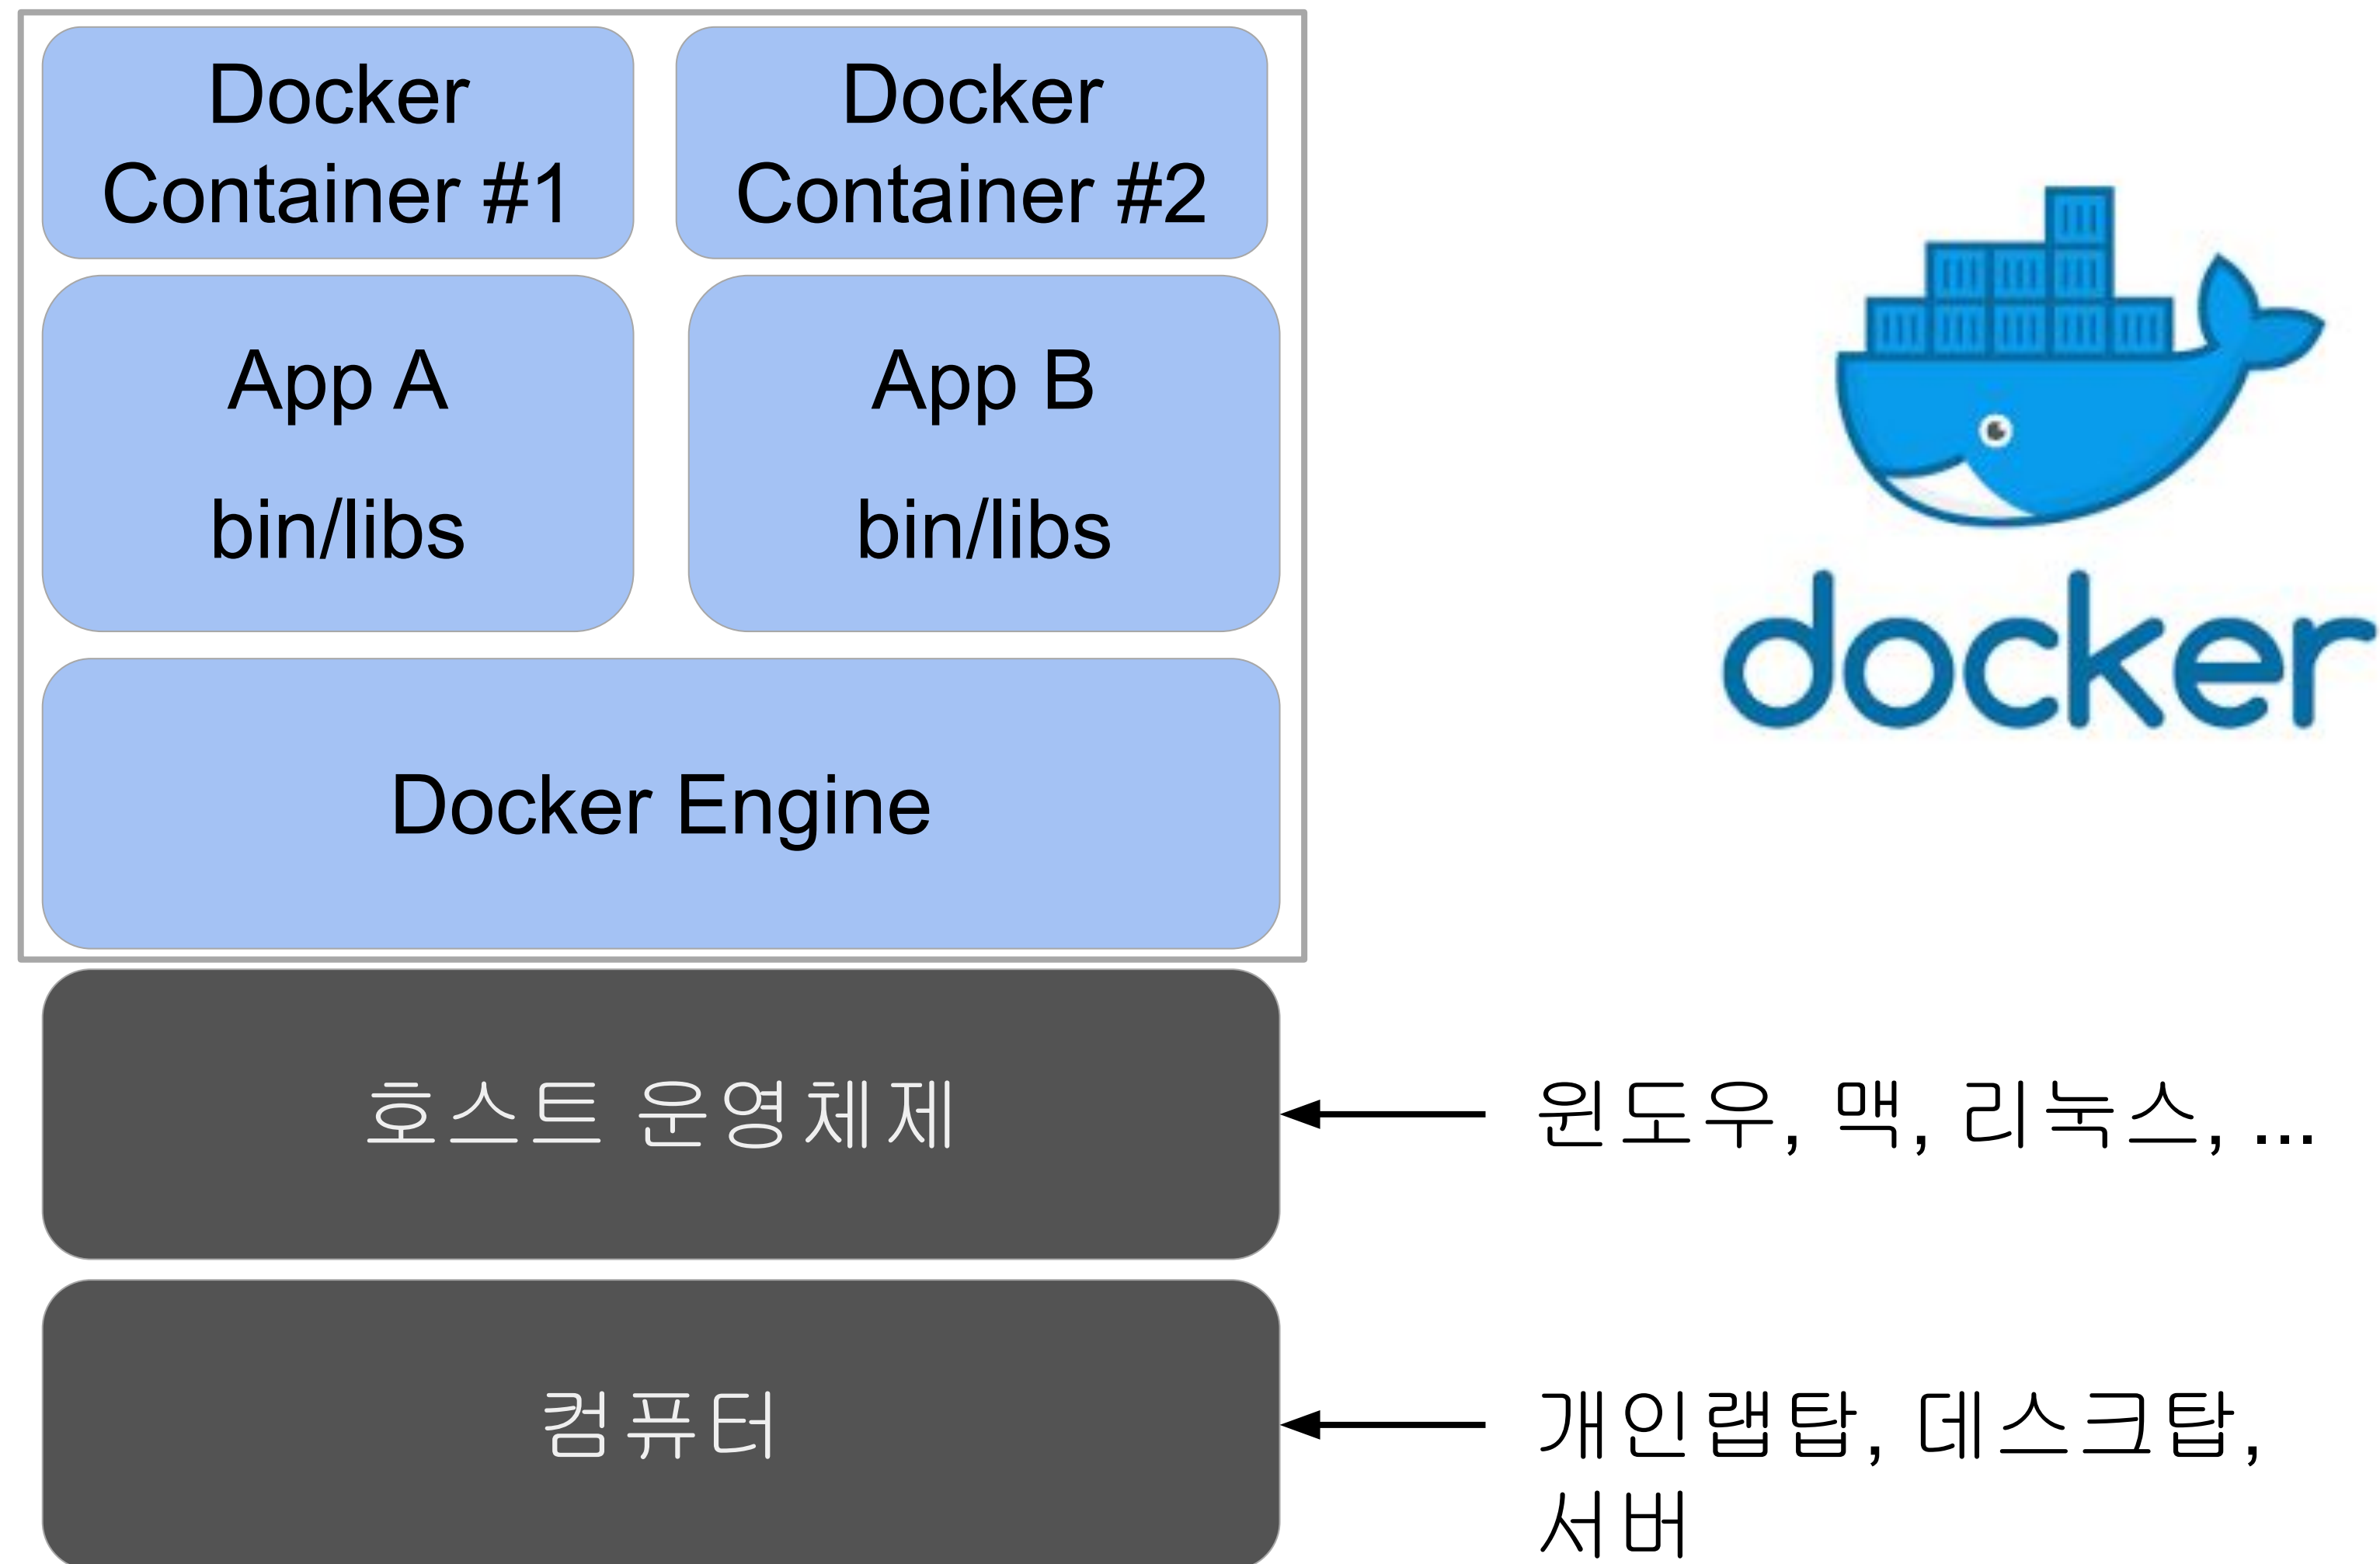 Docker
Container #1
Docker
Container #2
App A
bin/libs
App B
bin/libs
Docker Engine
docker
호스트 운영체제
윈도우, 맥, 리눅스, ...
컴퓨터
개인랩탑, 데스크탑,
서버